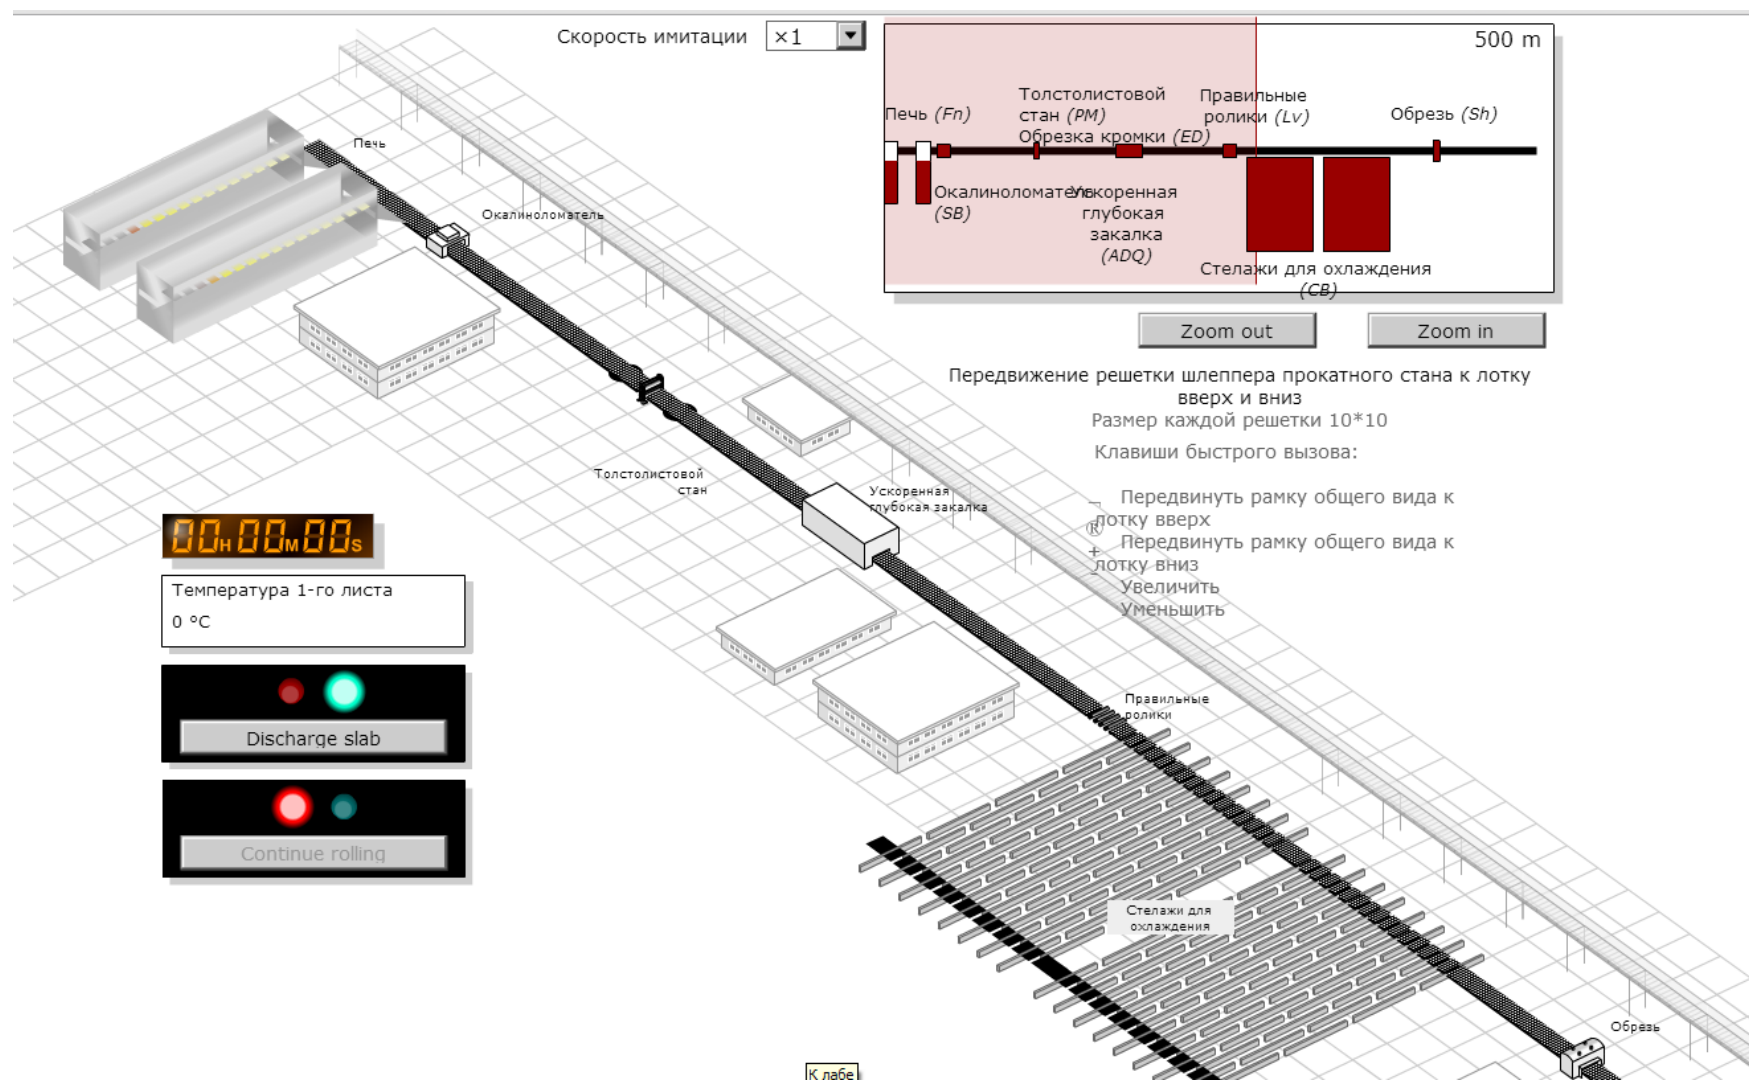 Скорость имитации
×1
500 m
Толстолистовой
стан (PM)
Обрезка кромки (ED)
Правильные
ролики (Lv)
Печь (Fn)
Обрезь (Sh)
Окалиноломатель
(SB)
Ускоренная
глубокая
закалка
(ADQ)
Стелажи для охлаждения
(CB)
Zoom out
Zoom in
Передвижение решетки шлеппера прокатного стана к лотку
вверх и вниз
Размер каждой решетки 10*10
Клавиши быстрого вызова:
— Передвинуть рамку общего вида к
лотку вверх
® Передвинуть рамку общего вида к
+
лотку вниз
- Увеличить
Уменьшить
Печь
Окалиноломатель
Толстолистовой
стан
Ускоренная
глубокая закалка
00H00M00S
Температура 1-го листа
0 °C
Discharge slab
Continue rolling
Правильные
ролики
Стелажи для
охлаждения
Обрезь
К лабе